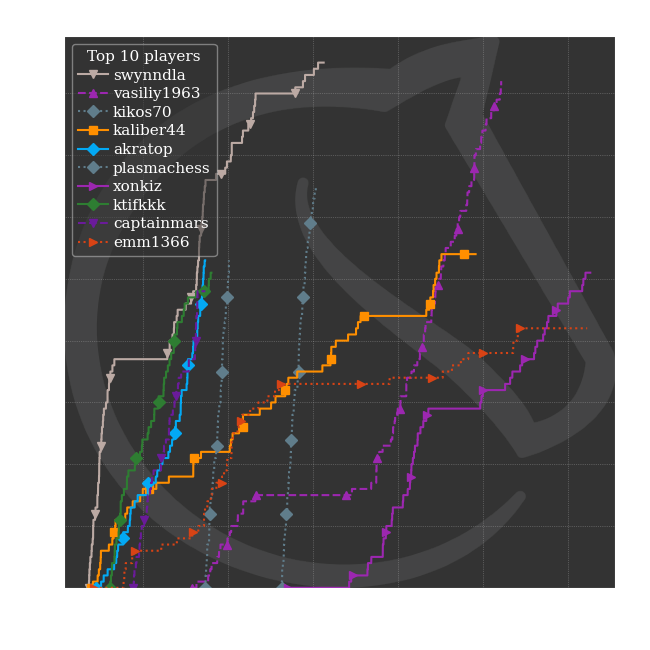 Top 10 players
swynndla
vasiliy1963
kikos70
kaliber44
akratop
plasmachess
xonkiz
ktifkkk
captainmars
emm1366